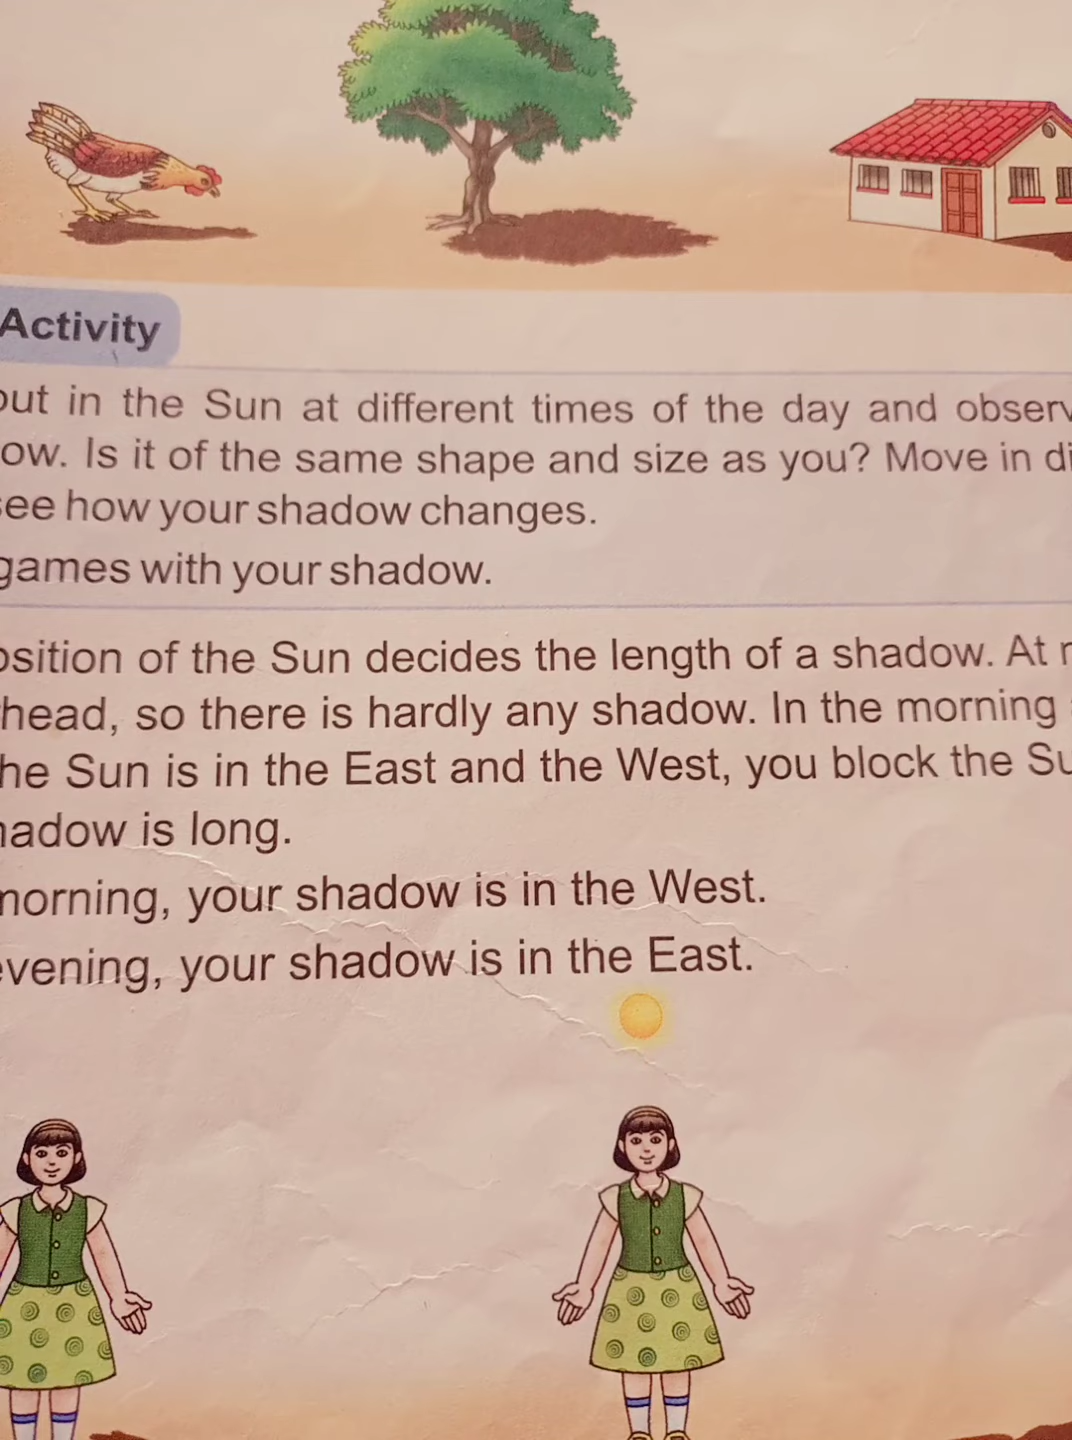 Activity
out in the Sun at different times of the day and observ
ow. Is it of the same shape and size as you? Move in di
see how your shadow changes.
games with your shadow.
osition of the Sun decides the length of a shadow. At
head, so there is hardly any shadow. In the morning
he Sun is in the East and the West, you block the Su
hadow is long.
morning, your shadow is in the West.
evening, your shadow is in the East.